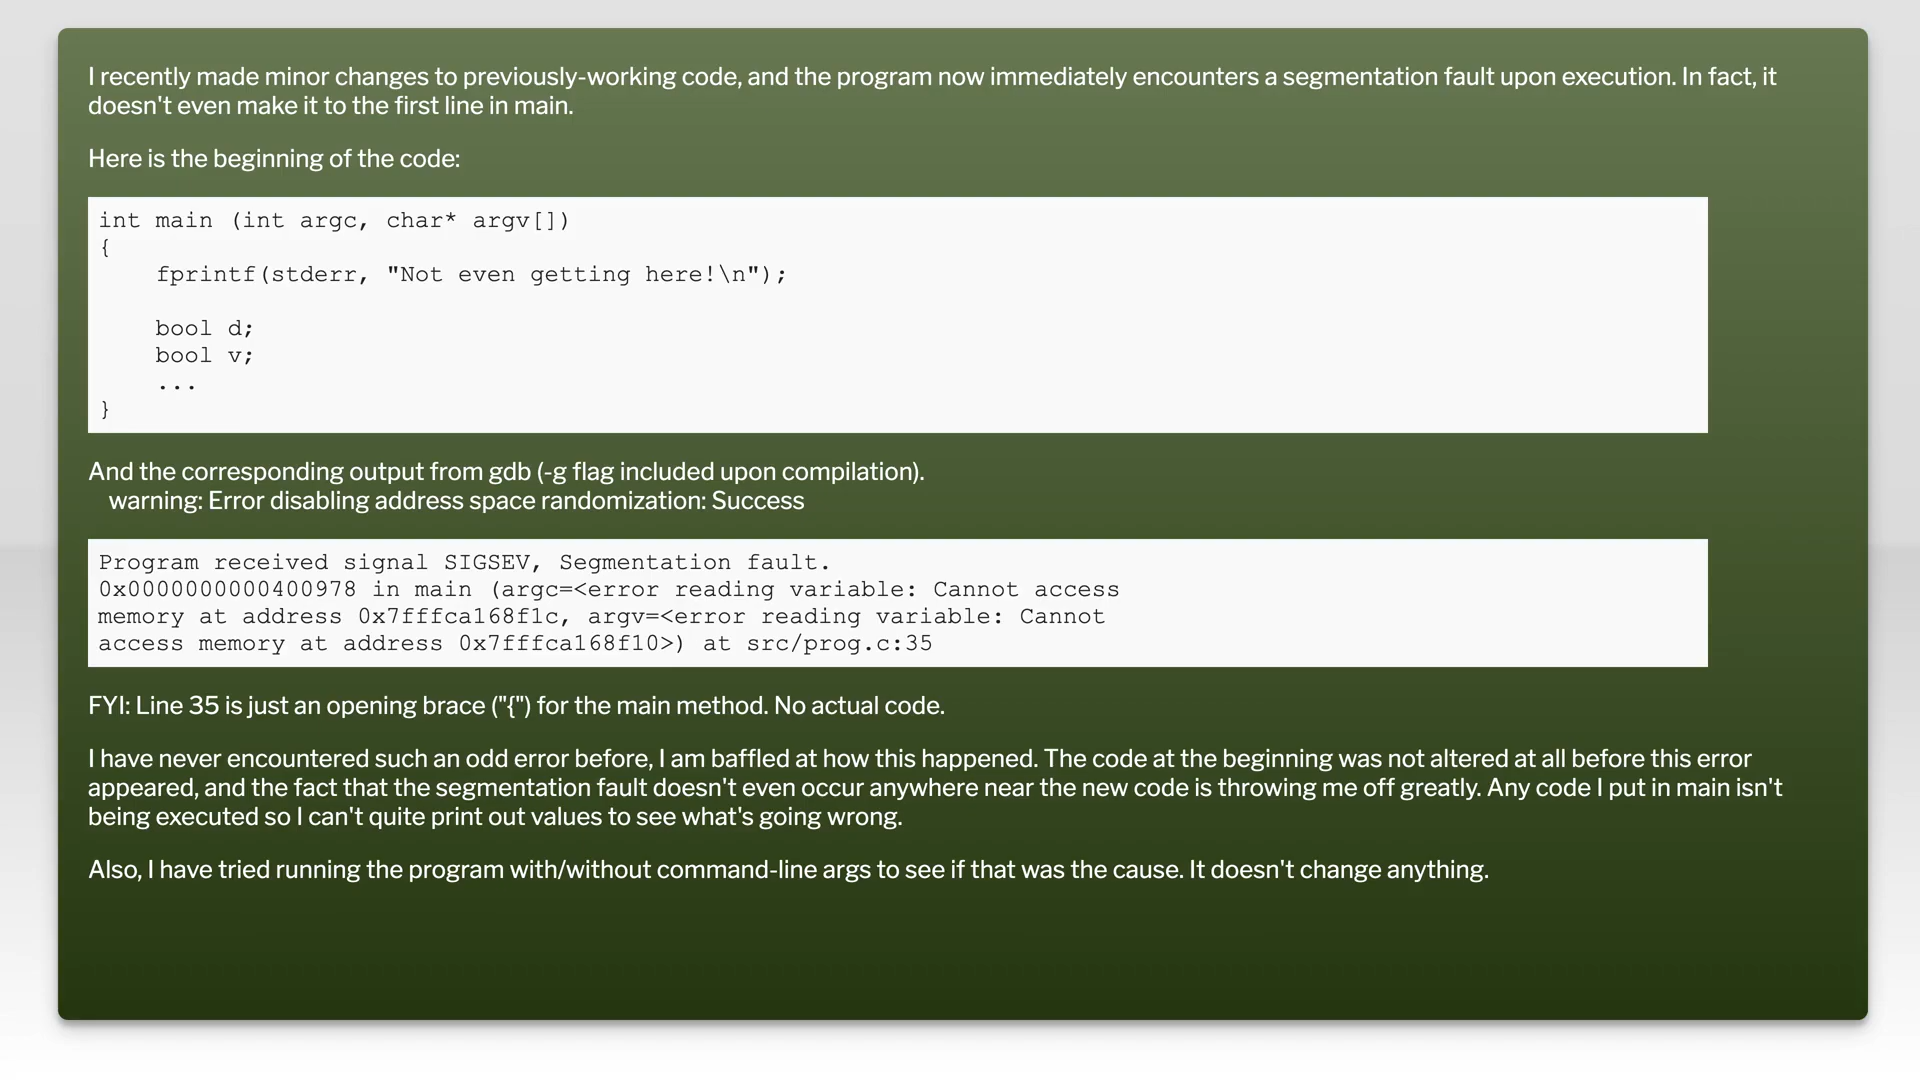 I recently made minor changes to previously-working code, and the program now immediately encounters a segmentation fault upon execution. In fact, it
doesn't even make it to the first line in main.
Here is the beginning of the code:
int main (int argc, char* argv[])
{
    fprintf(stderr, "Not even getting here!\n");
    bool d;
    bool v;
    ...
}
And the corresponding output from gdb (-g flag included upon compilation).
warning: Error disabling address space randomization: Success
Program received signal SIGSEV, Segmentation fault.
0x0000000000400978 in main (argc=<error reading variable: Cannot access
memory at address 0x7fffca168f1c, argv=<error reading variable: Cannot
access memory at address 0x7fffca168f10>) at src/prog.c:35
FYI: Line 35 is just an opening brace ("{") for the main method. No actual code.
I have never encountered such an odd error before, I am baffled at how this happened. The code at the beginning was not altered at all before this error
appeared, and the fact that the segmentation fault doesn't even occur anywhere near the new code is throwing me off greatly. Any code I put in main isn't
being executed so I can't quite print out values to see what's going wrong.
Also, I have tried running the program with/without command-line args to see if that was the cause. It doesn't change anything.